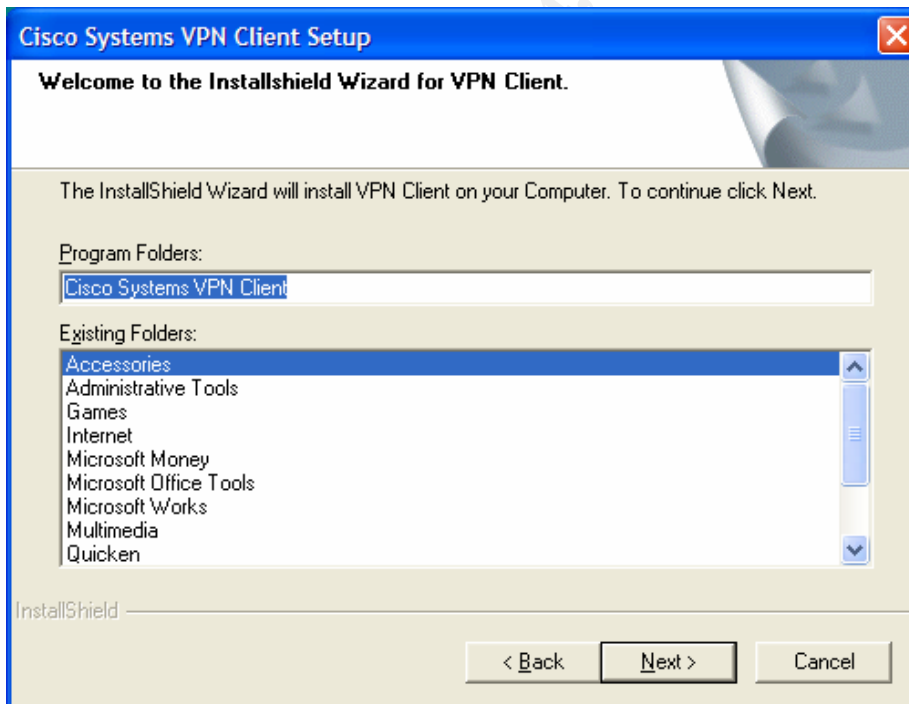 Cisco Systems VPN Client Setup
Welcome to the Installshield Wizard for VPN Client.
The InstallShield Wizard will install VPN Client on your Computer. To continue click Next.
Program Folders:
Cisco Systems VPN Client
Existing Folders:
Accessories
Administrative Tools
Games
Internet
Microsoft Money
Microsoft Office Tools
Microsoft Works
Multimedia
Quicken
InstallShield
< Back Next > Cancel